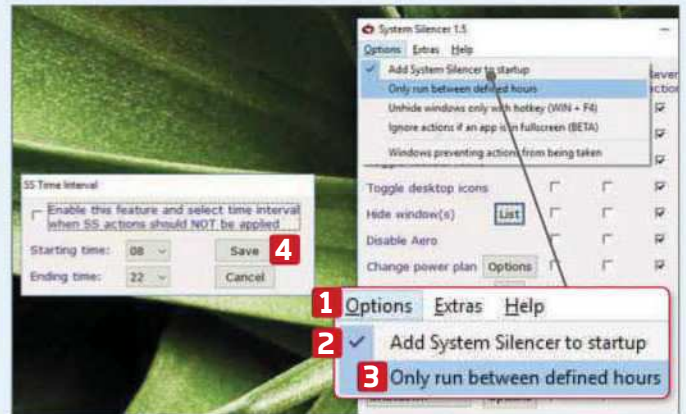 System Silencer 1.5
Options Extras Help
Add System Silencer to startup
Only run between defined hours
Unhide windows only with hotkey (WIN + F4)
Ignore actions if an app is in fullscreen (BETA)
Windows preventing actions from being taken
Toggle desktop icons
Hide window(s) List
Disable Aero
Change power plan Options
SS Time Interval
Enable this feature and select time interval
when SS actions should NOT be applied
Starting time: 08 Save 4
Ending time: 22 Cancel
1 Options Extras Help
2 Add System Silencer to startup
3 Only run between defined hours